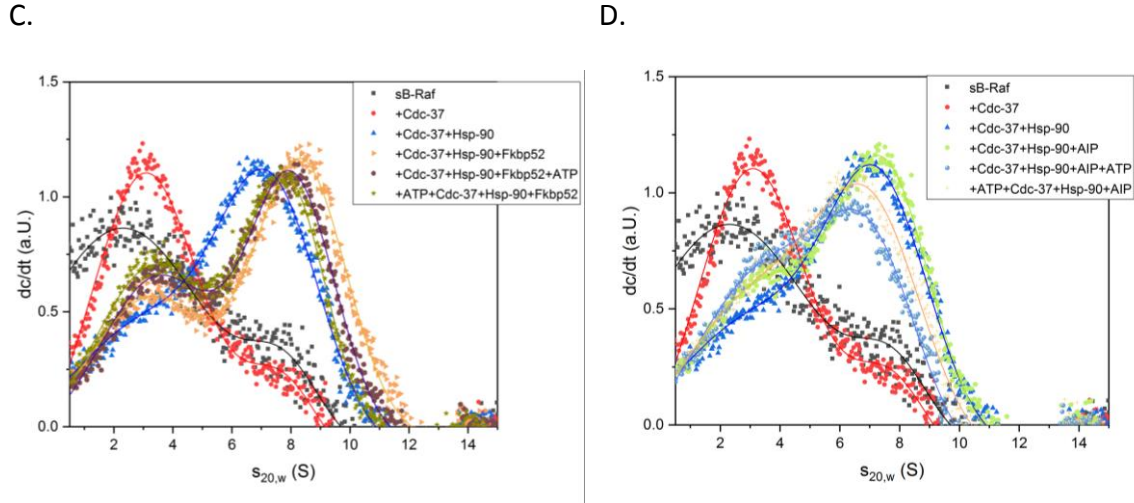 C.
D.
1.5
1.0
0.5
0.0
dc/dt (a.U.)
2 4 6 8 10 12 14
s20,w (S)
sB-Raf
+Cdc-37
+Cdc-37+Hsp-90
+Cdc-37+Hsp-90+Fkbp52
+Cdc-37+Hsp-90+Fkbp52+ATP
+ATP+Cdc-37+Hsp-90+Fkbp52
1.5
1.0
0.5
0.0
dc/dt (a.U.)
2 4 6 8 10 12 14
s20,w (S)
sB-Raf
+Cdc-37
+Cdc-37+Hsp-90
+Cdc-37+Hsp-90+AIP
+Cdc-37+Hsp-90+AIP+ATP
+ATP+Cdc-37+Hsp-90+AIP